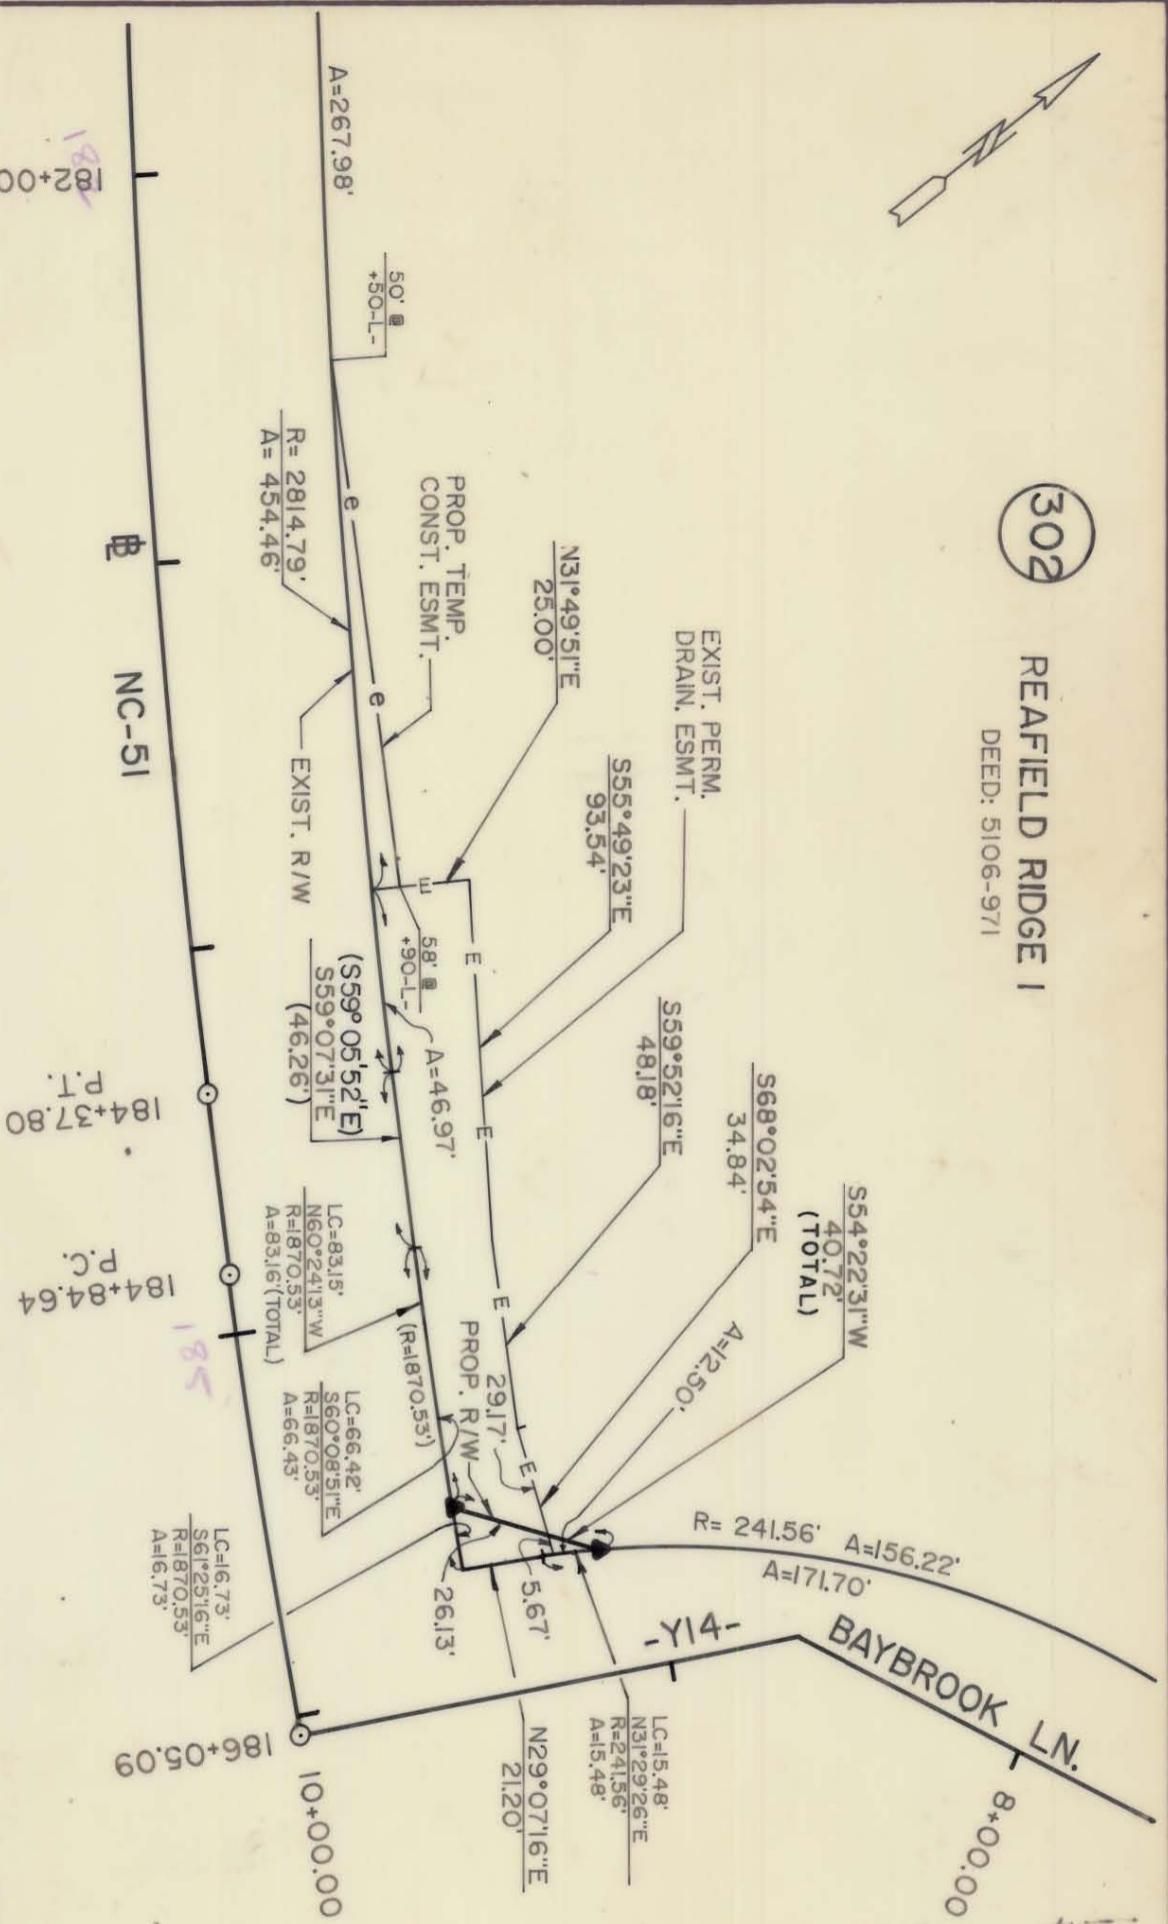 302
REAFIELD RIDGE 1
DEED: 5106-971
N
A=267.98'
182+00
182
50' @
+50-L-
R= 2814.79'
A= 454.46'
PROP. TEMP.
CONST. ESMT.
N31°49'51"E
25.00'
EXIST. PERM.
DRAIN. ESMT.
S55°49'23"E
93.54'
S59°52'16"E
48.18'
S68°02'54"E
34.84'
S54°22'31"W
40.72'
(TOTAL)
e
e
E
E
E
E
E
BL
NC-51
EXIST. R/W
58' @
+90-L-
A=46.97'
(S59°05'52"E)
S59°07'31"E
(46.26')
184+37.80
P.T.
184+84.64
P.C.
185
LC=83.15'
N60°24'13"W
R=1870.53'
A=83.16'(TOTAL)
(R=1870.53')
LC=66.42'
S60°08'51"E
R=1870.53'
A=66.43'
LC=16.73'
S61°25'16"E
R=1870.53'
A=16.73'
PROP. R/W
29.17'
A=12.50'
5.67'
26.13'
R= 241.56'
A=156.22'
A=171.70'
-Y14-
BAYBROOK LN.
LC=15.48'
N31°29'26"E
R=241.56'
A=15.48'
N29°07'16"E
21.20'
186+05.09
10+00.00
8+00.00